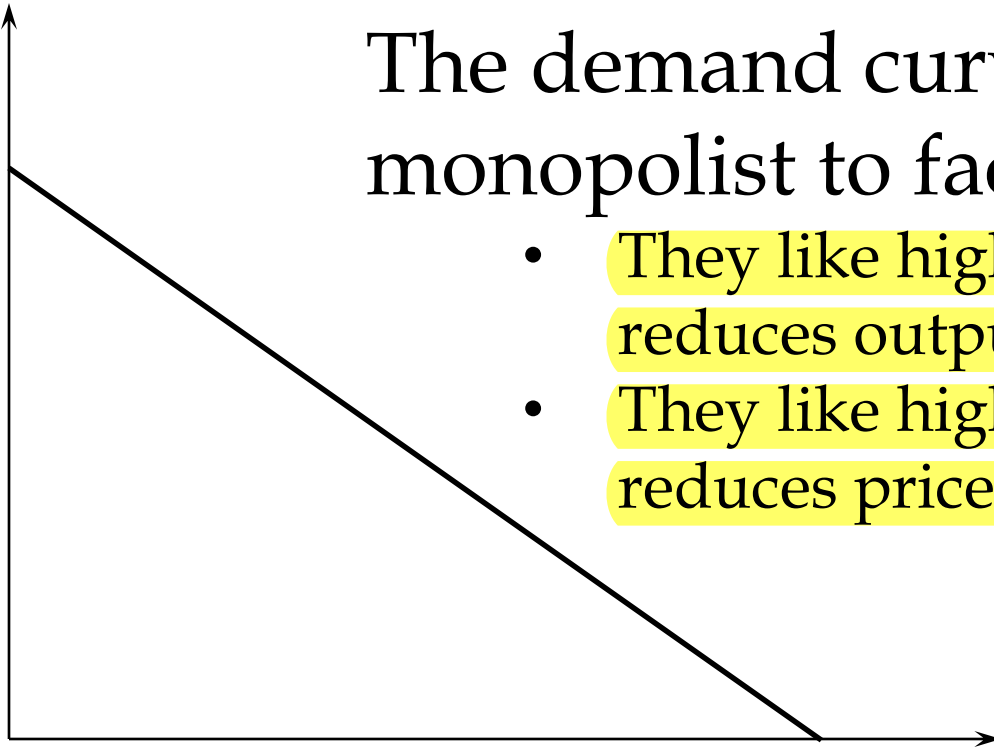 The demand cur
monopolist to fa
• They like hig
reduces outp
• They like hig
reduces price